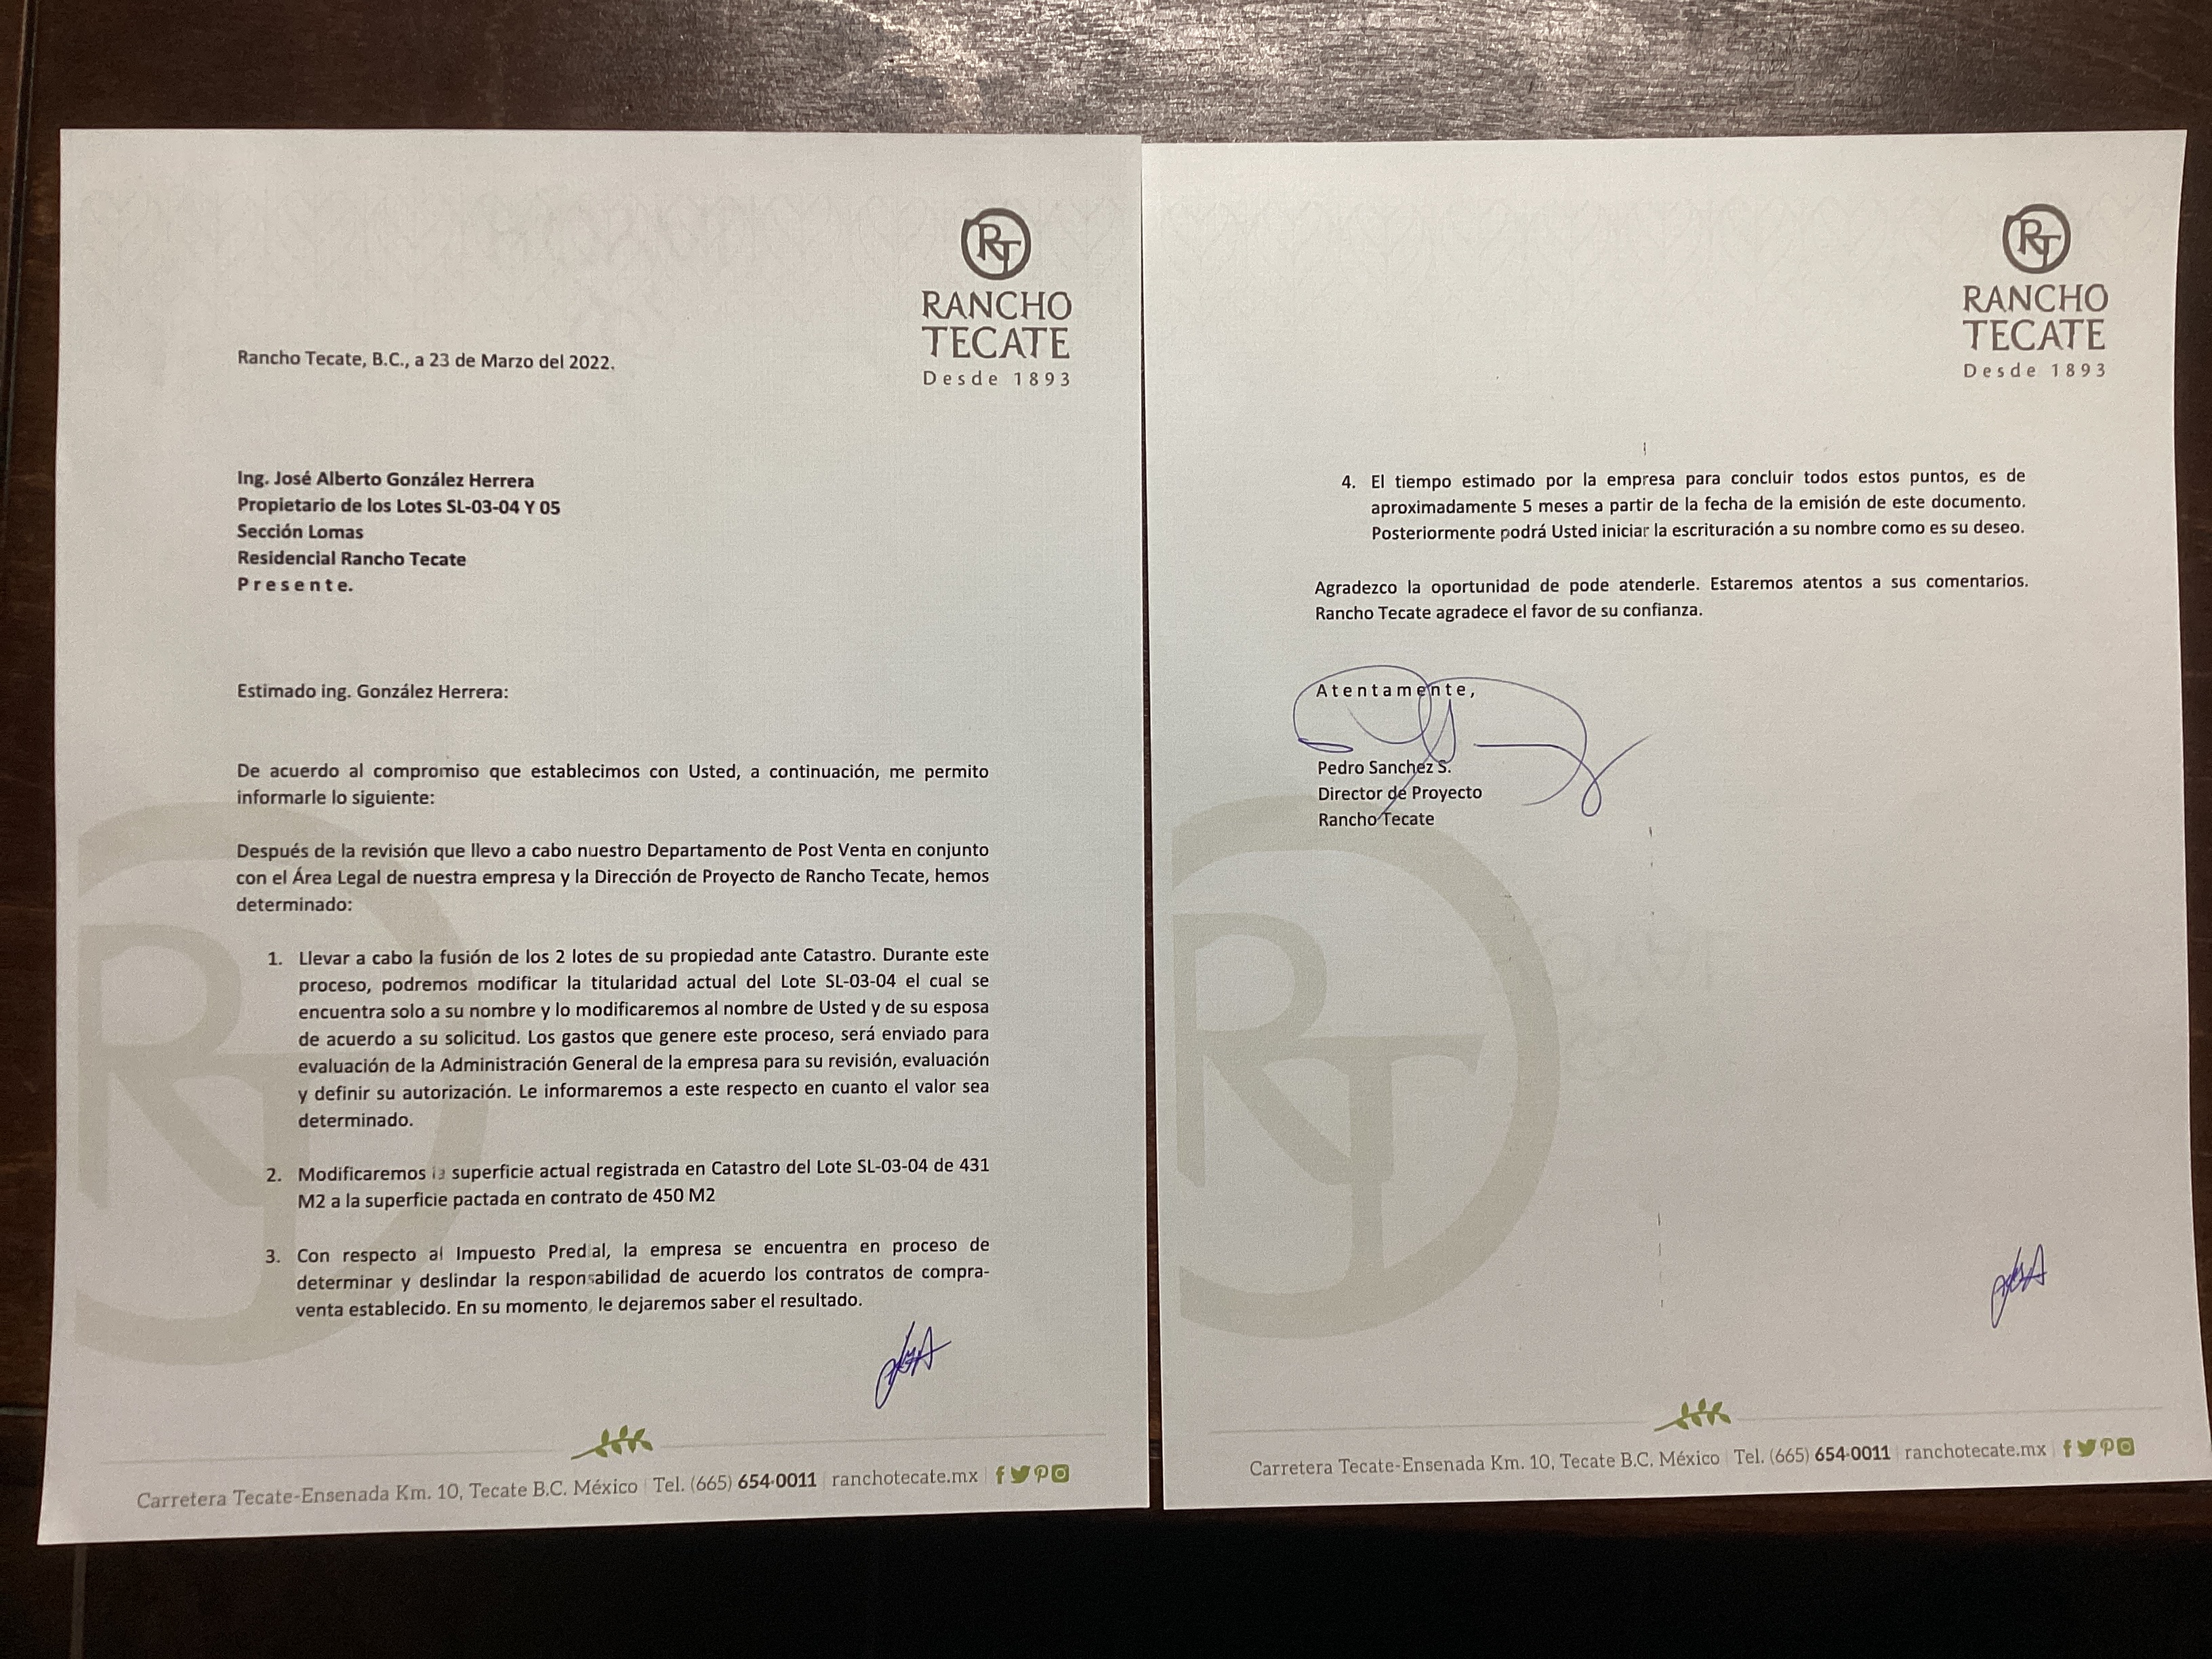 RT
RANCHO
TECATE
Desde 1893
Rancho Tecate, B.C., a 23 de Marzo del 2022.
Ing. José Alberto González Herrera
Propietario de los Lotes SL-03-04 Y 05
Sección Lomas
Residencial Rancho Tecate
P r e s e n t e.
Estimado ing. González Herrera:
De acuerdo al compromiso que establecimos con Usted, a continuación, me permito
informarle lo siguiente:
Después de la revisión que llevo a cabo nuestro Departamento de Post Venta en conjunto
con el Área Legal de nuestra empresa y la Dirección de Proyecto de Rancho Tecate, hemos
determinado:
1. Llevar a cabo la fusión de los 2 lotes de su propiedad ante Catastro. Durante este
proceso, podremos modificar la titularidad actual del Lote SL-03-04 el cual se
encuentra solo a su nombre y lo modificaremos al nombre de Usted y de su esposa
de acuerdo a su solicitud. Los gastos que genere este proceso, será enviado para
evaluación de la Administración General de la empresa para su revisión, evaluación
y definir su autorización. Le informaremos a este respecto en cuanto el valor sea
determinado.
2. Modificaremos la superficie actual registrada en Catastro del Lote SL-03-04 de 431
M2 a la superficie pactada en contrato de 450 M2
3. Con respecto al Impuesto Predial, la empresa se encuentra en proceso de
determinar y deslindar la responsabilidad de acuerdo los contratos de compra-
venta establecido. En su momento, le dejaremos saber el resultado.
Carretera Tecate-Ensenada Km. 10, Tecate B.C. México | Tel. (665) 654·0011 | ranchotecate.mx
RT
RANCHO
TECATE
Desde 1893
4. El tiempo estimado por la empresa para concluir todos estos puntos, es de
aproximadamente 5 meses a partir de la fecha de la emisión de este documento.
Posteriormente podrá Usted iniciar la escrituración a su nombre como es su deseo.
Agradezco la oportunidad de pode atenderle. Estaremos atentos a sus comentarios.
Rancho Tecate agradece el favor de su confianza.
A t e n t a m e n t e,
Pedro Sanchez S.
Director de Proyecto
Rancho Tecate
Carretera Tecate-Ensenada Km. 10, Tecate B.C. México | Tel. (665) 654·0011 | ranchotecate.mx